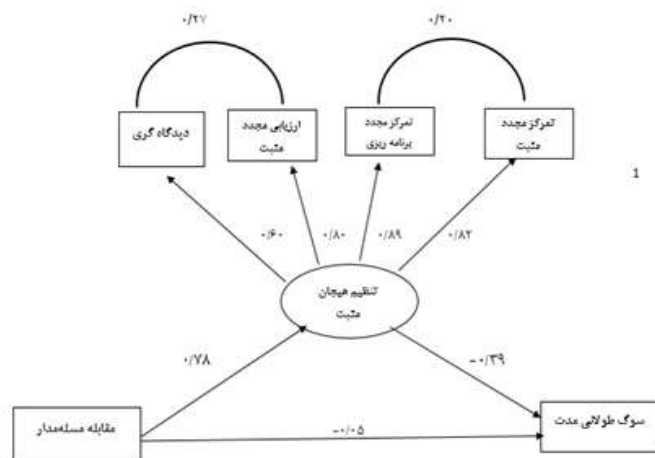 ۰/۲۷
۰/۲۰
دیدگاه گری
ارزیابی مجدد
مثبت
تمرکز مجدد
برنامه ریزی
تمرکز مجدد
مثبت
1
۰/۶۰
۰/۸۰
۰/۸۹
۰/۸۲
تنظیم هیجان
مثبت
۰/۷۸
-۰/۳۹
مقابله مسله‌مدار
-۰/۰۵
سوگ طولانی مدت